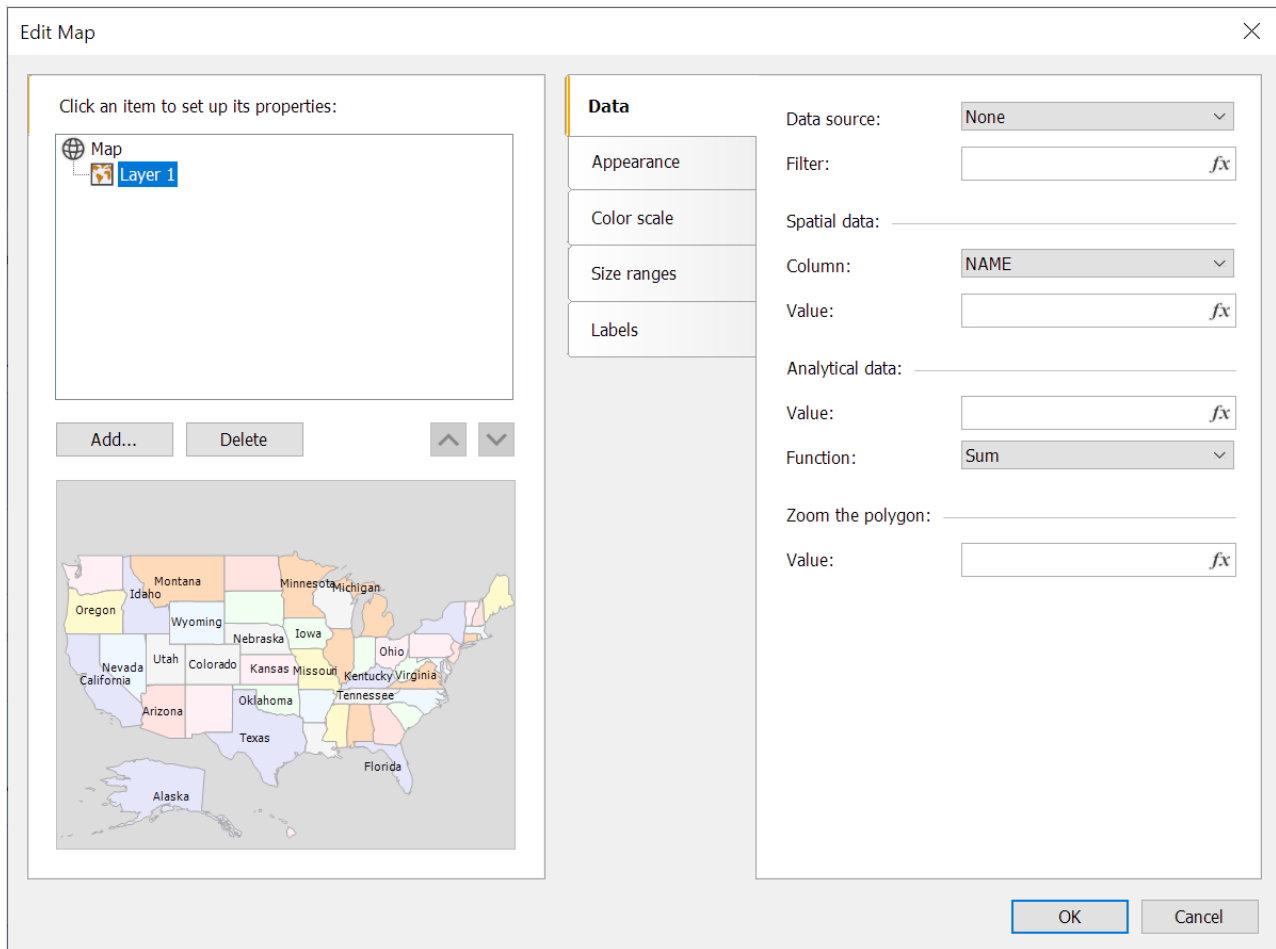 Edit Map
Click an item to set up its properties:
Map
Layer 1
Add...
Delete
Montana
Minnesota
Michigan
Idaho
Oregon
Wyoming
Iowa
Nebraska
Ohio
Utah
Colorado
Nevada
Kansas
Missouri
Kentucky
Virginia
California
Tennessee
Oklahoma
Arizona
Texas
Florida
Alaska
Data
Appearance
Color scale
Size ranges
Labels
Data source:
None
Filter:
fx
Spatial data:
Column:
NAME
Value:
fx
Analytical data:
Value:
fx
Function:
Sum
Zoom the polygon:
Value:
fx
OK
Cancel